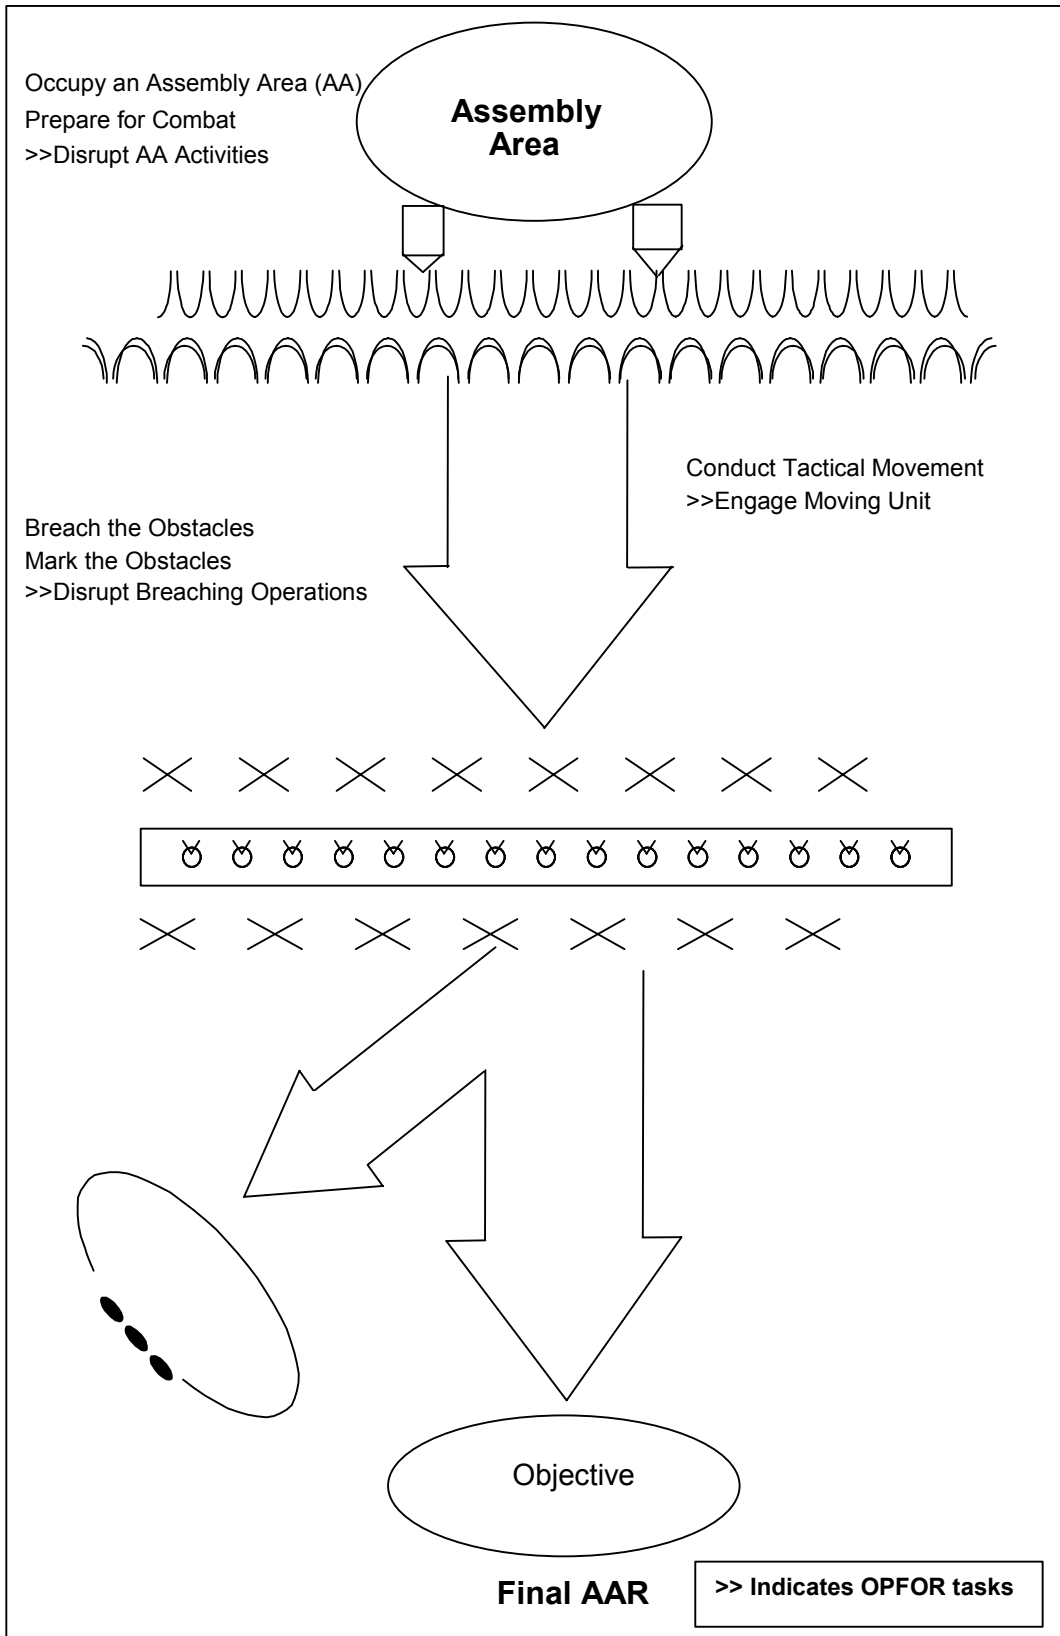 Occupy an Assembly Area (AA)
Prepare for Combat
>>Disrupt AA Activities
Assembly
Area
Conduct Tactical Movement
>>Engage Moving Unit
Breach the Obstacles
Mark the Obstacles
>>Disrupt Breaching Operations
Objective
Final AAR
>> Indicates OPFOR tasks